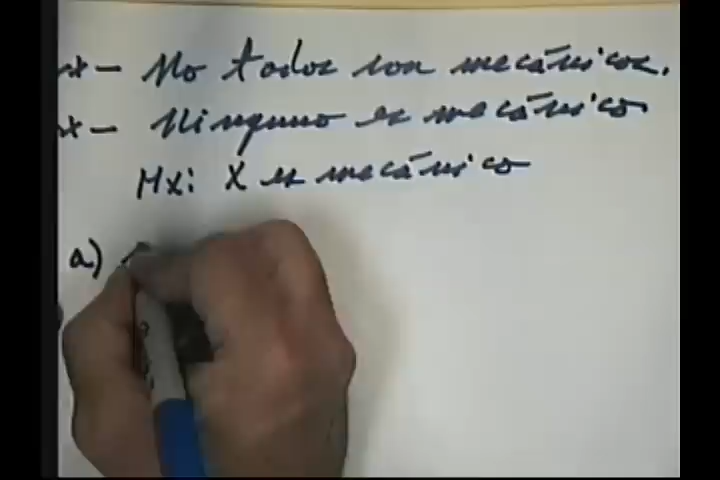 x- No todos son mecánicos.
x- Ninguno es mecánico
Mx: X es mecánico
a)